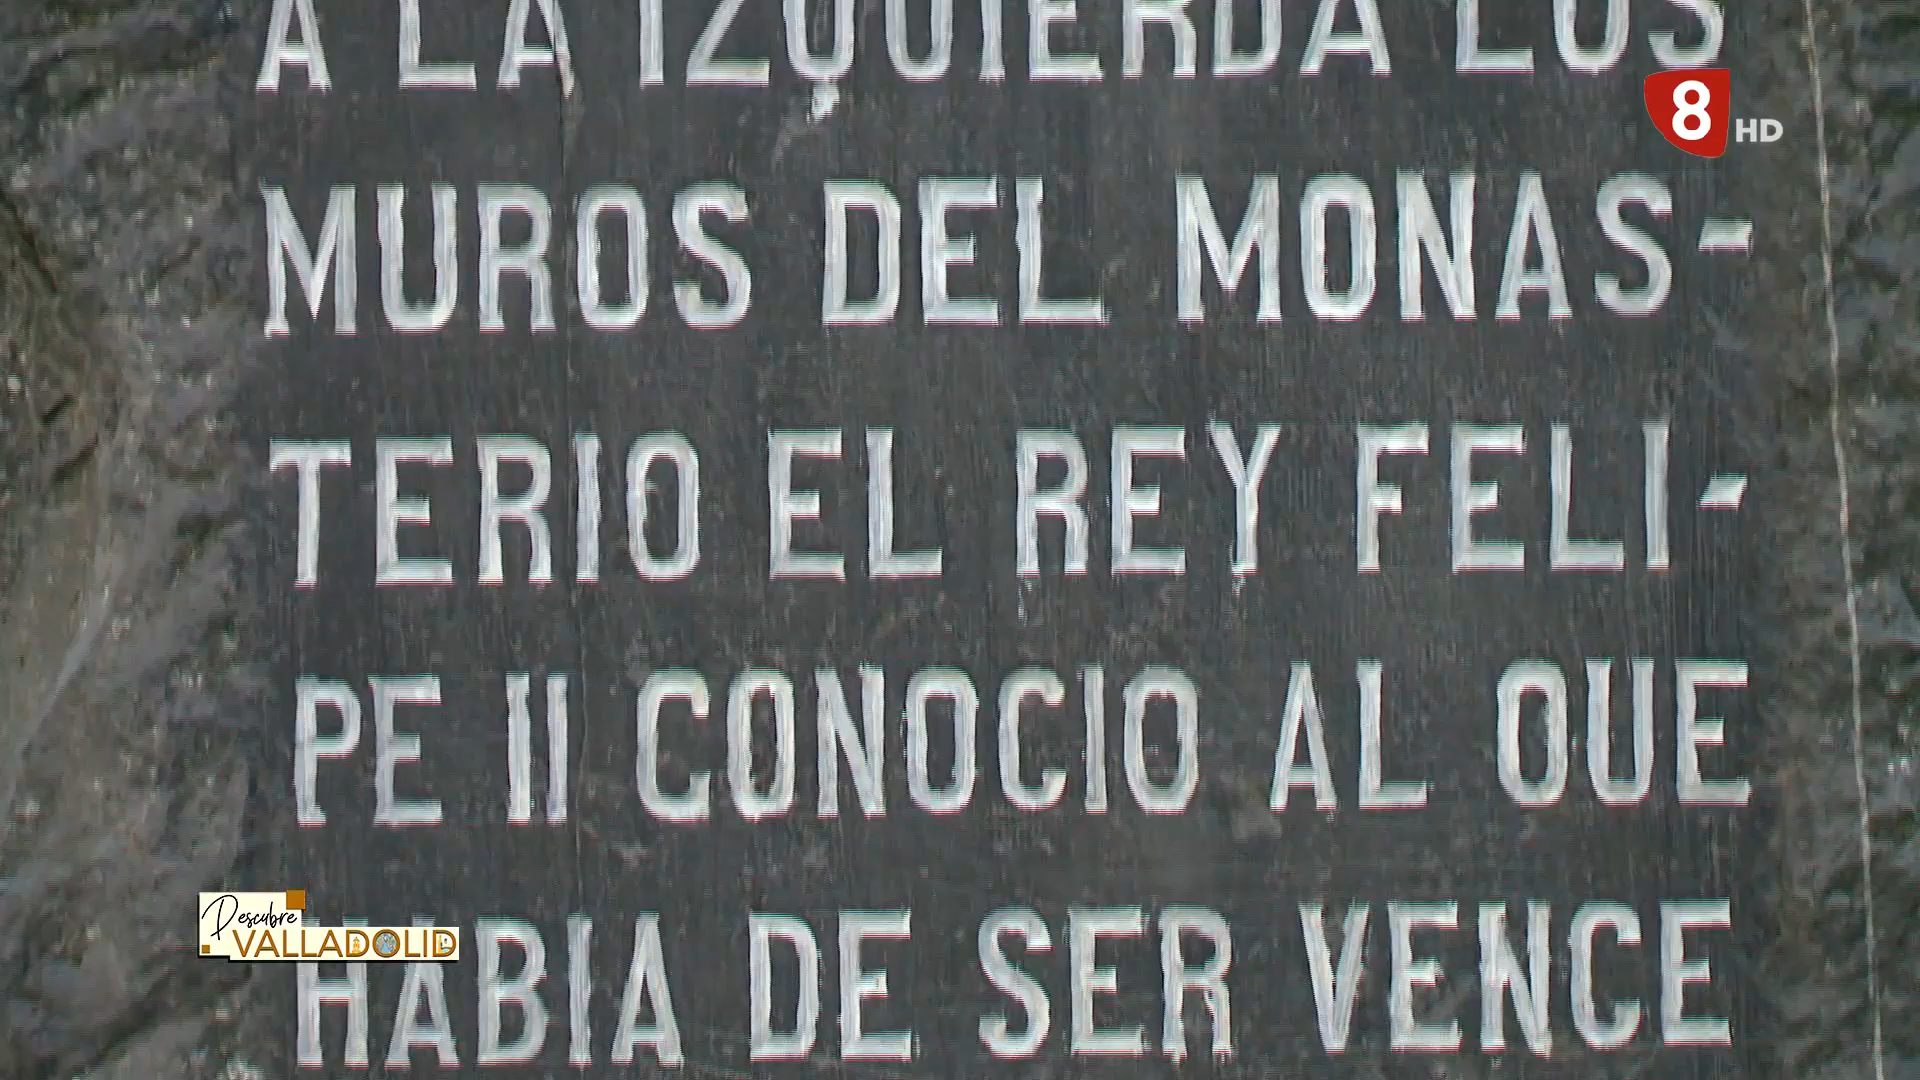 A LA IZQUIERDA LOS
8 HD
MUROS DEL MONAS-
TERIO EL REY FELI-
PE II CONOCIO AL QUE
HABIA DE SER VENCE
Descubre
VALLADOLID